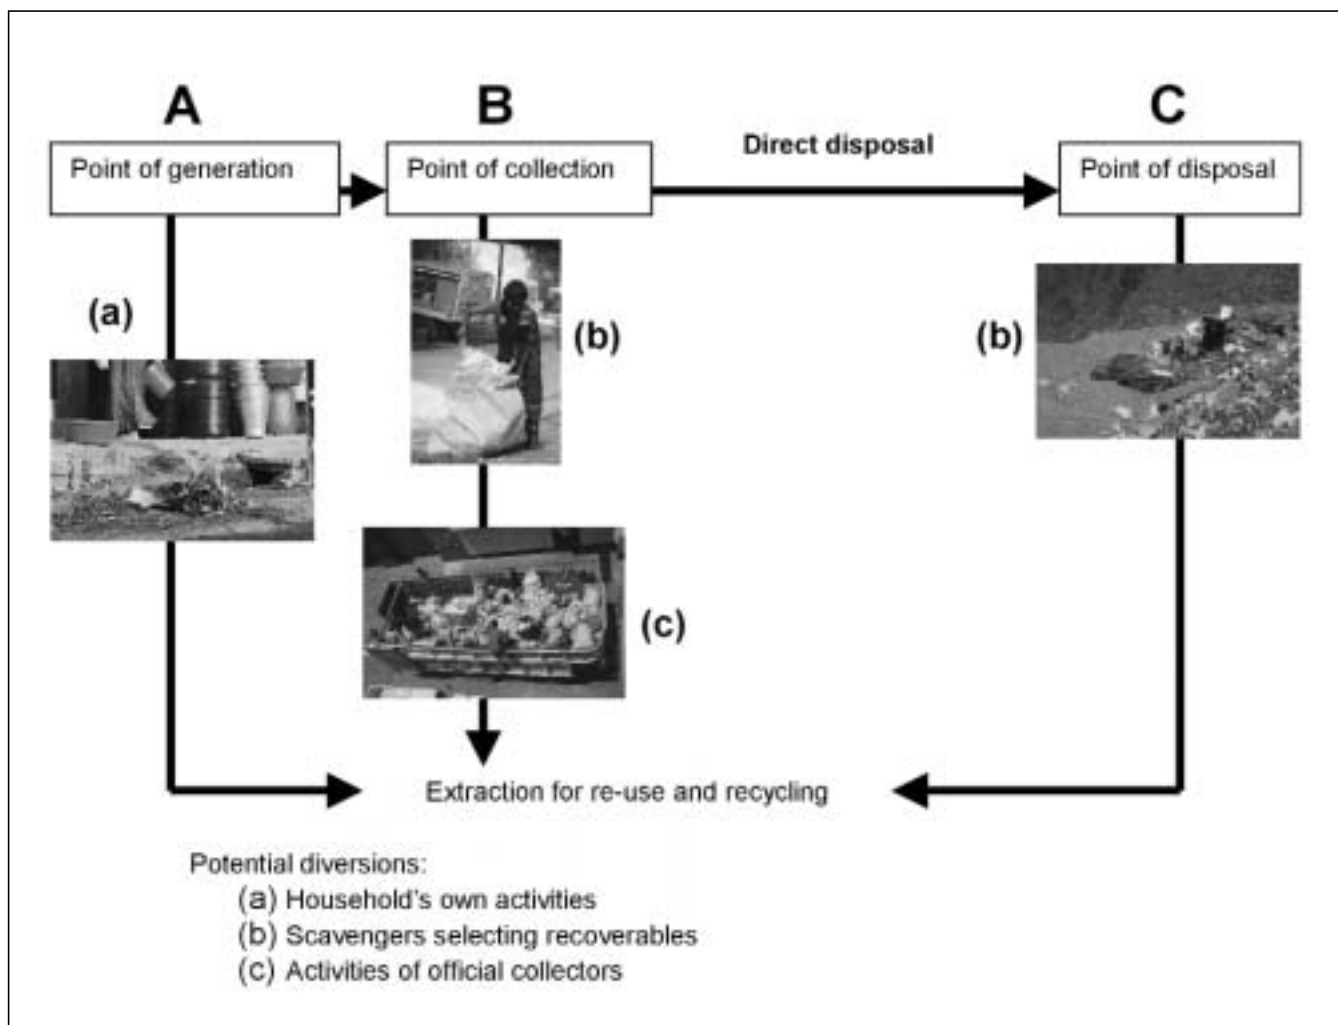 A
B
C
Point of generation
Point of collection
Direct disposal
Point of disposal
(a)
(b)
(b)
(c)
Extraction for re-use and recycling
Potential diversions:
(a) Household's own activities
(b) Scavengers selecting recoverables
(c) Activities of official collectors